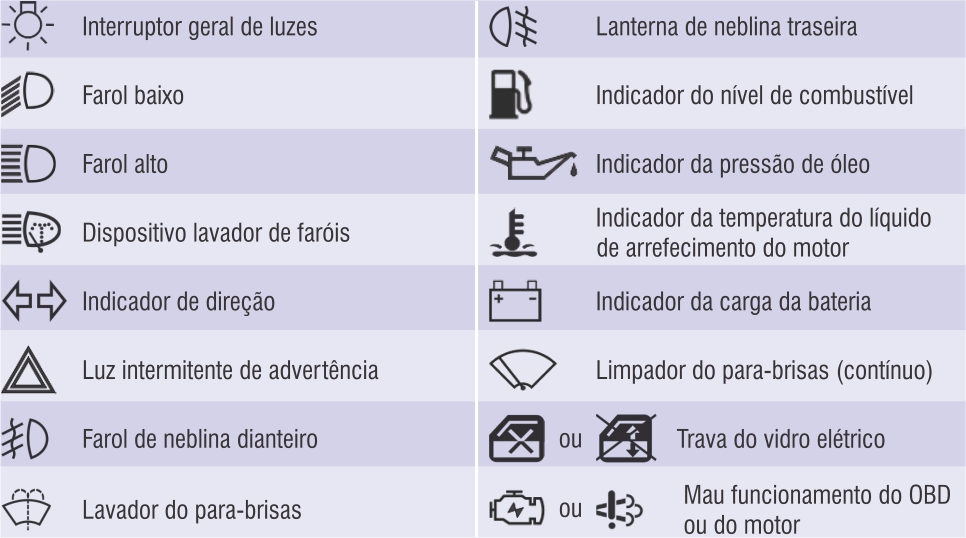 Interruptor geral de luzes
Farol baixo
Farol alto
Dispositivo lavador de faróis
Indicador de direção
Luz intermitente de advertência
Farol de neblina dianteiro
Lavador do para-brisas
Lanterna de neblina traseira
Indicador do nível de combustível
Indicador da pressão de óleo
Indicador da temperatura do líquido
de arrefecimento do motor
Indicador da carga da bateria
Limpador do para-brisas (contínuo)
ou Trava do vidro elétrico
ou Mau funcionamento do OBD
ou do motor